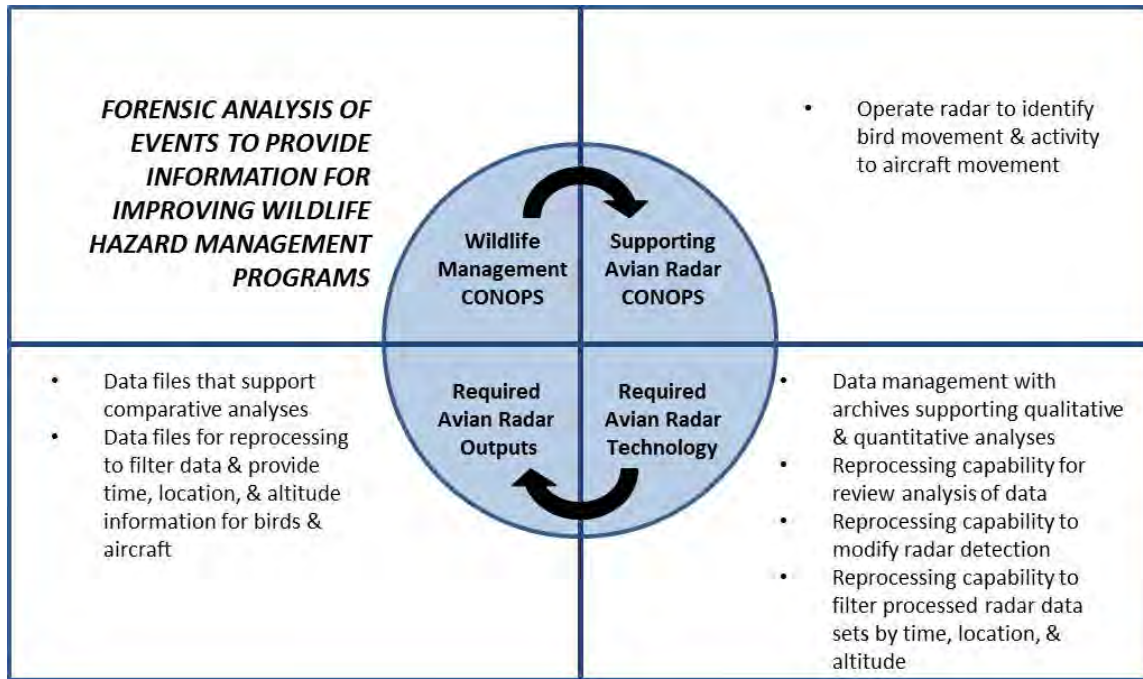 FORENSIC ANALYSIS OF
EVENTS TO PROVIDE
INFORMATION FOR
IMPROVING WILDLIFE
HAZARD MANAGEMENT
PROGRAMS
• Operate radar to identify
bird movement & activity
to aircraft movement
Wildlife
Management
CONOPS
Supporting
Avian Radar
CONOPS
Required
Avian Radar
Outputs
Required
Avian Radar
Technology
• Data files that support
comparative analyses
• Data files for reprocessing
to filter data & provide
time, location, & altitude
information for birds &
aircraft
• Data management with
archives supporting qualitative
& quantitative analyses
• Reprocessing capability for
review analysis of data
• Reprocessing capability to
modify radar detection
• Reprocessing capability to
filter processed radar data
sets by time, location, &
altitude